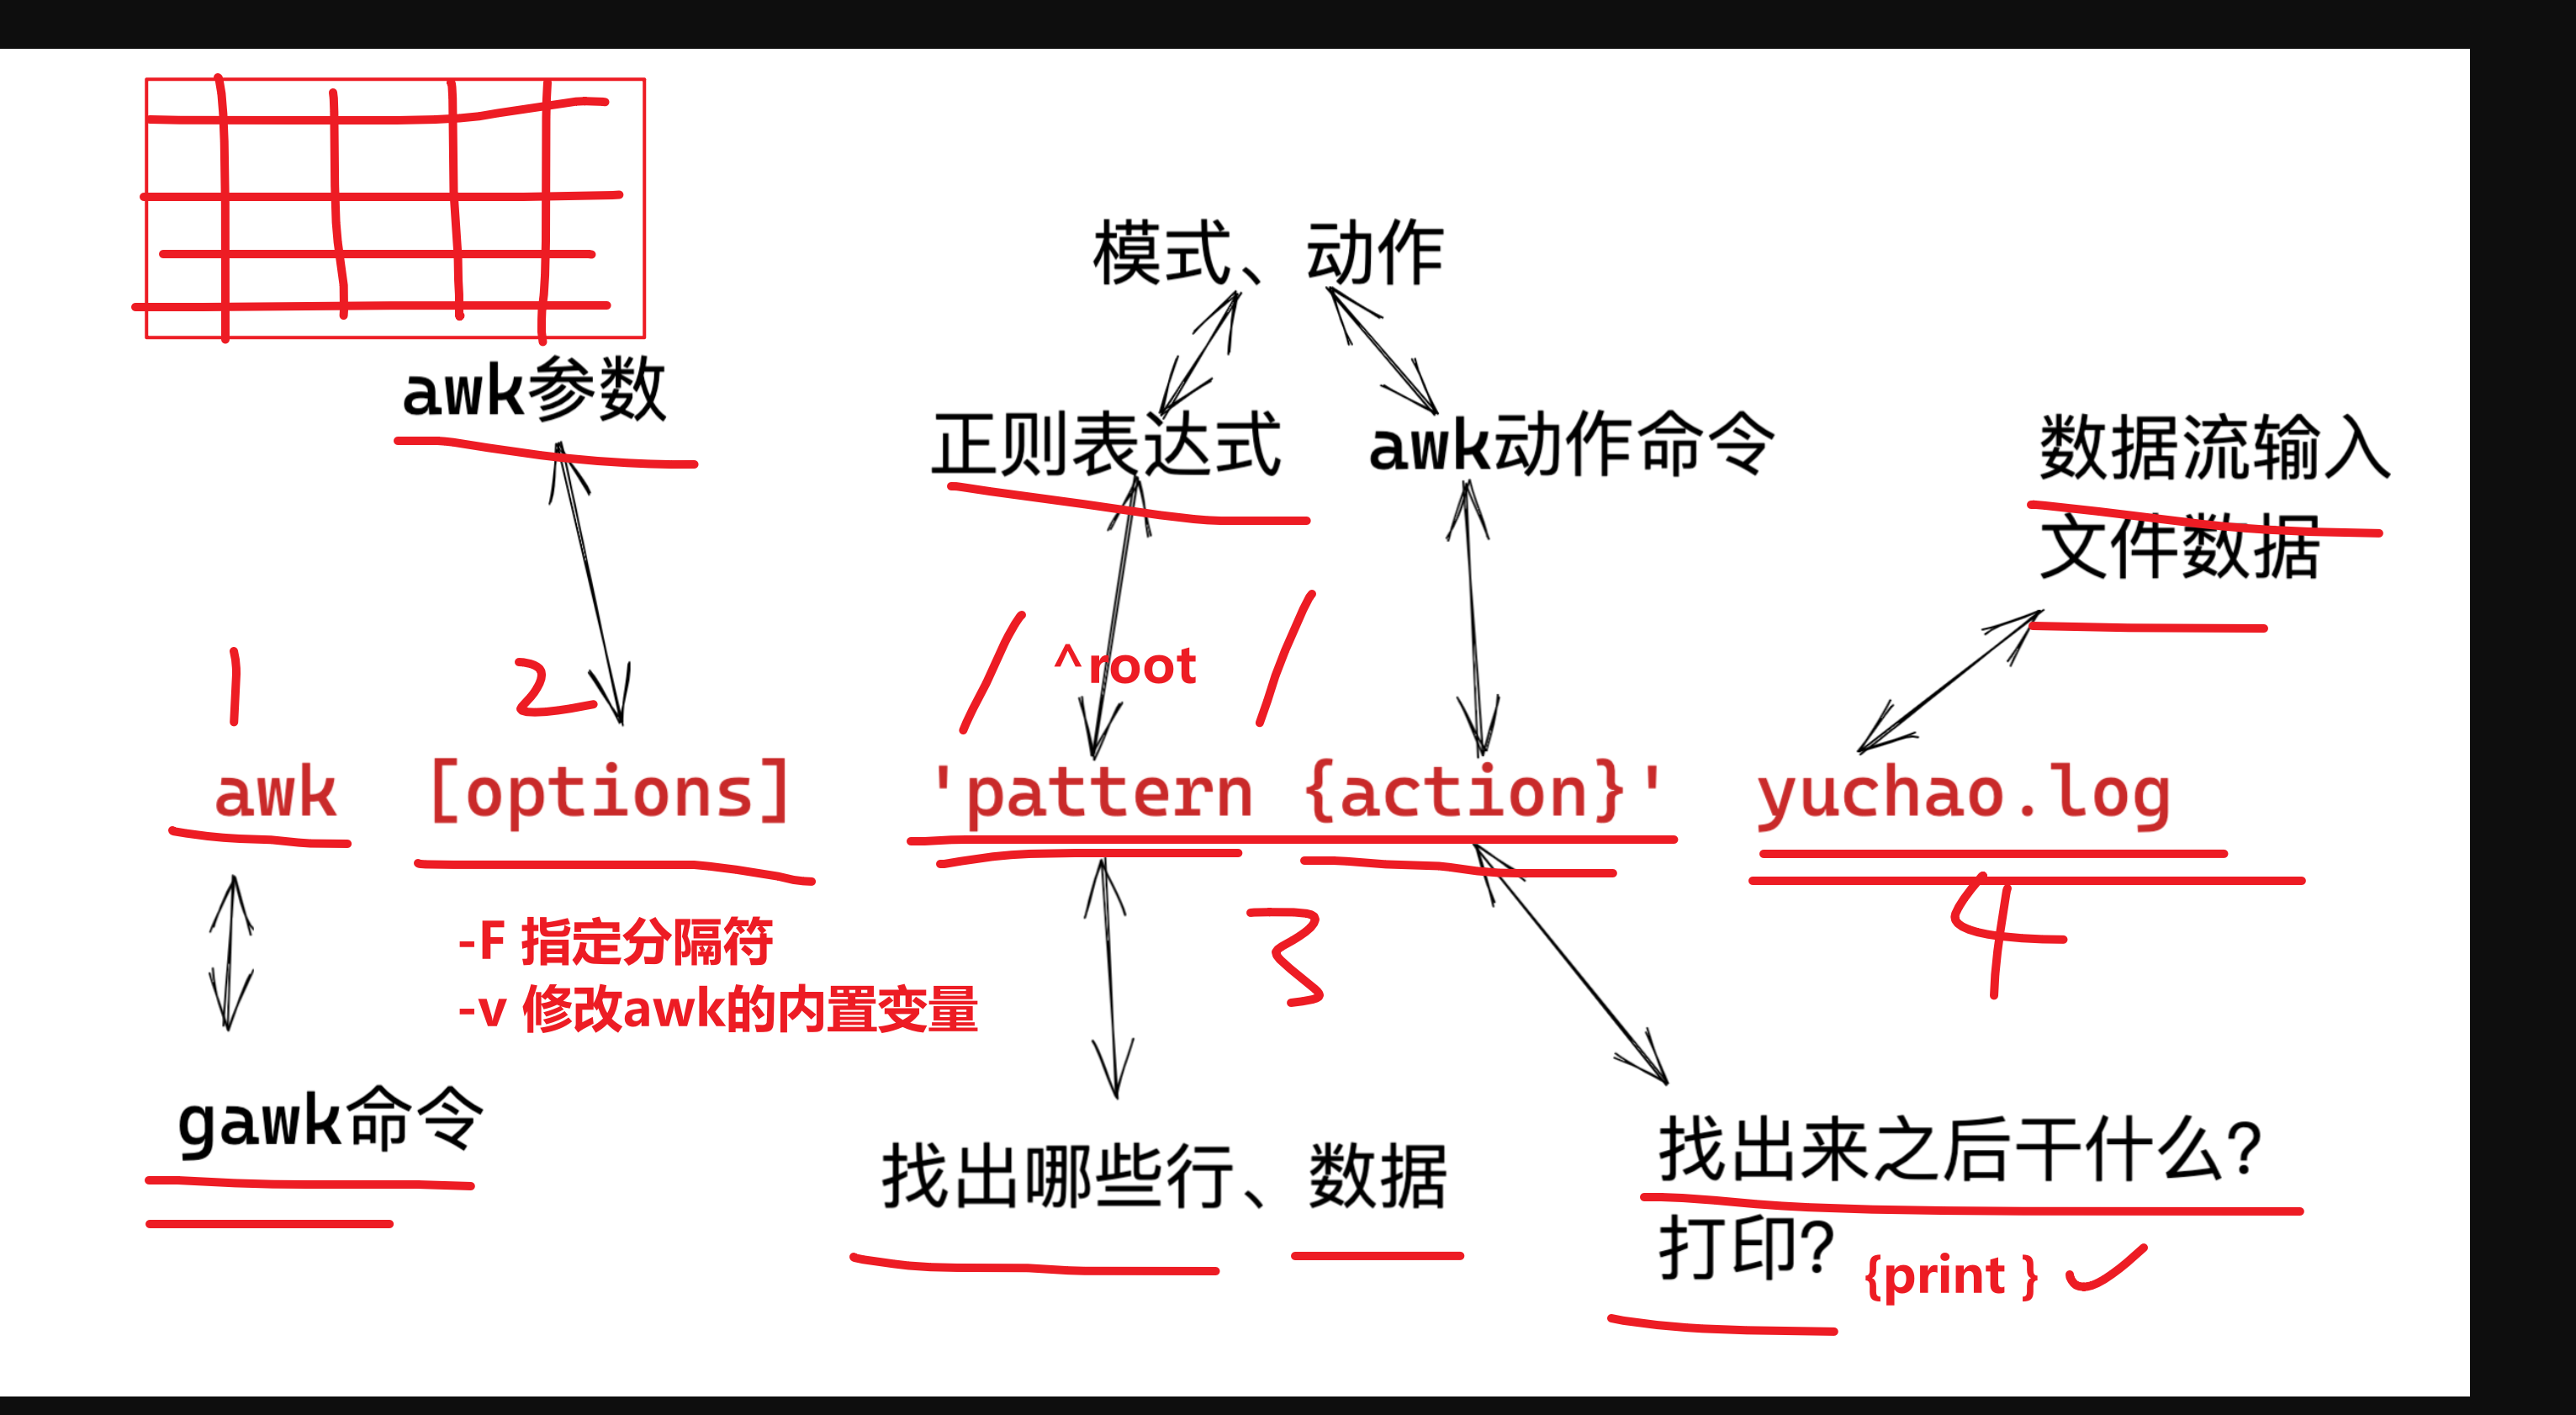 模式、动作
awk参数
正则表达式
awk动作命令
数据流输入
文件数据
1
2
/ ^root /
awk [options] 'pattern {action}' yuchao.log
3
4
-F 指定分隔符
-v 修改awk的内置变量
gawk命令
找出哪些行、数据
找出来之后干什么?
打印?
{print }